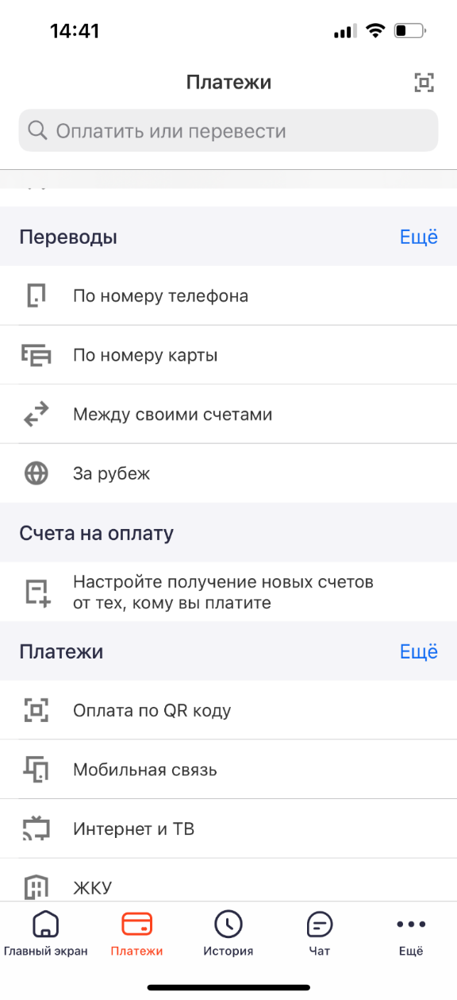 14:41
Платежи
Оплатить или перевести
Переводы
Ещё
По номеру телефона
По номеру карты
Между своими счетами
За рубеж
Счета на оплату
Настройте получение новых счетов
от тех, кому вы платите
Платежи
Ещё
Оплата по QR коду
Мобильная связь
Интернет и ТВ
ЖКУ
Главный экран
Платежи
История
Чат
Ещё